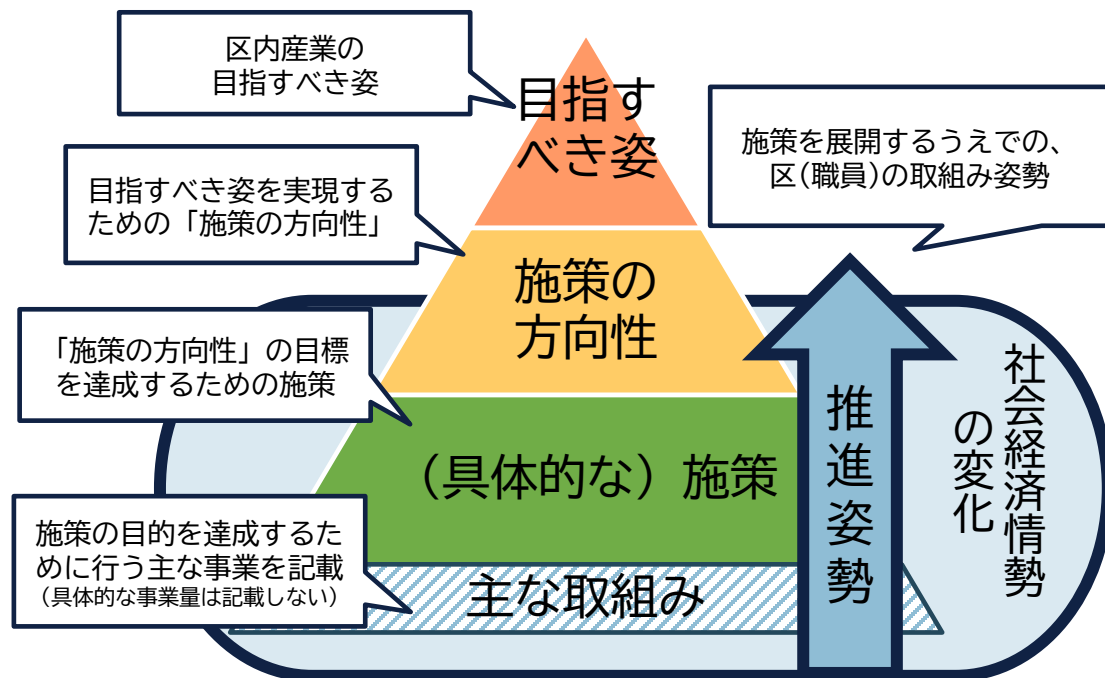 区内産業の
目指すべき姿
目指す
べき姿
施策を展開するうえでの、
区(職員)の取組み姿勢
目指すべき姿を実現する
ための「施策の方向性」
施策の
方向性
「施策の方向性」の目標
を達成するための施策
(具体的な)施策
施策の目的を達成するた
めに行う主な事業を記載
(具体的な事業量は記載しない)
主な取組み
推進姿勢
社会経済情勢
の変化